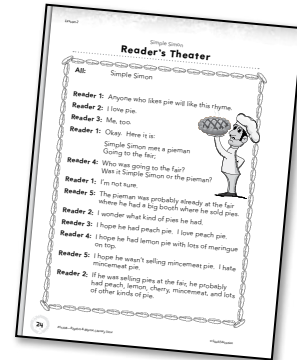 Simple Simon
Reader's Theater
All: Simple Simon
Reader 1: Anyone who likes pie will like this rhyme.
Reader 2: I love pie.
Reader 3: Me, too.
Reader 1: Okay. Here it is:
Simple Simon met a pieman
Going to the fair;
Reader 4: Who was going to the fair?
Was it Simple Simon or the pieman?
Reader 1: I'm not sure.
Reader 5: The pieman was probably already at the fair
where he had a big booth where he sold pies.
Reader 2: I wonder what kind of pies he had.
Reader 3: I hope he had peach pie. I love peach pie.
Reader 4: I hope he had lemon pie with lots of meringue
on top.
Reader 5: I hope he wasn't selling mincemeat pie. I hate
mincemeat pie.
Reader 2: If he was selling pies at the fair, he probably
had peach, lemon, cherry, mincemeat, and lots
of other kinds of pie.
24